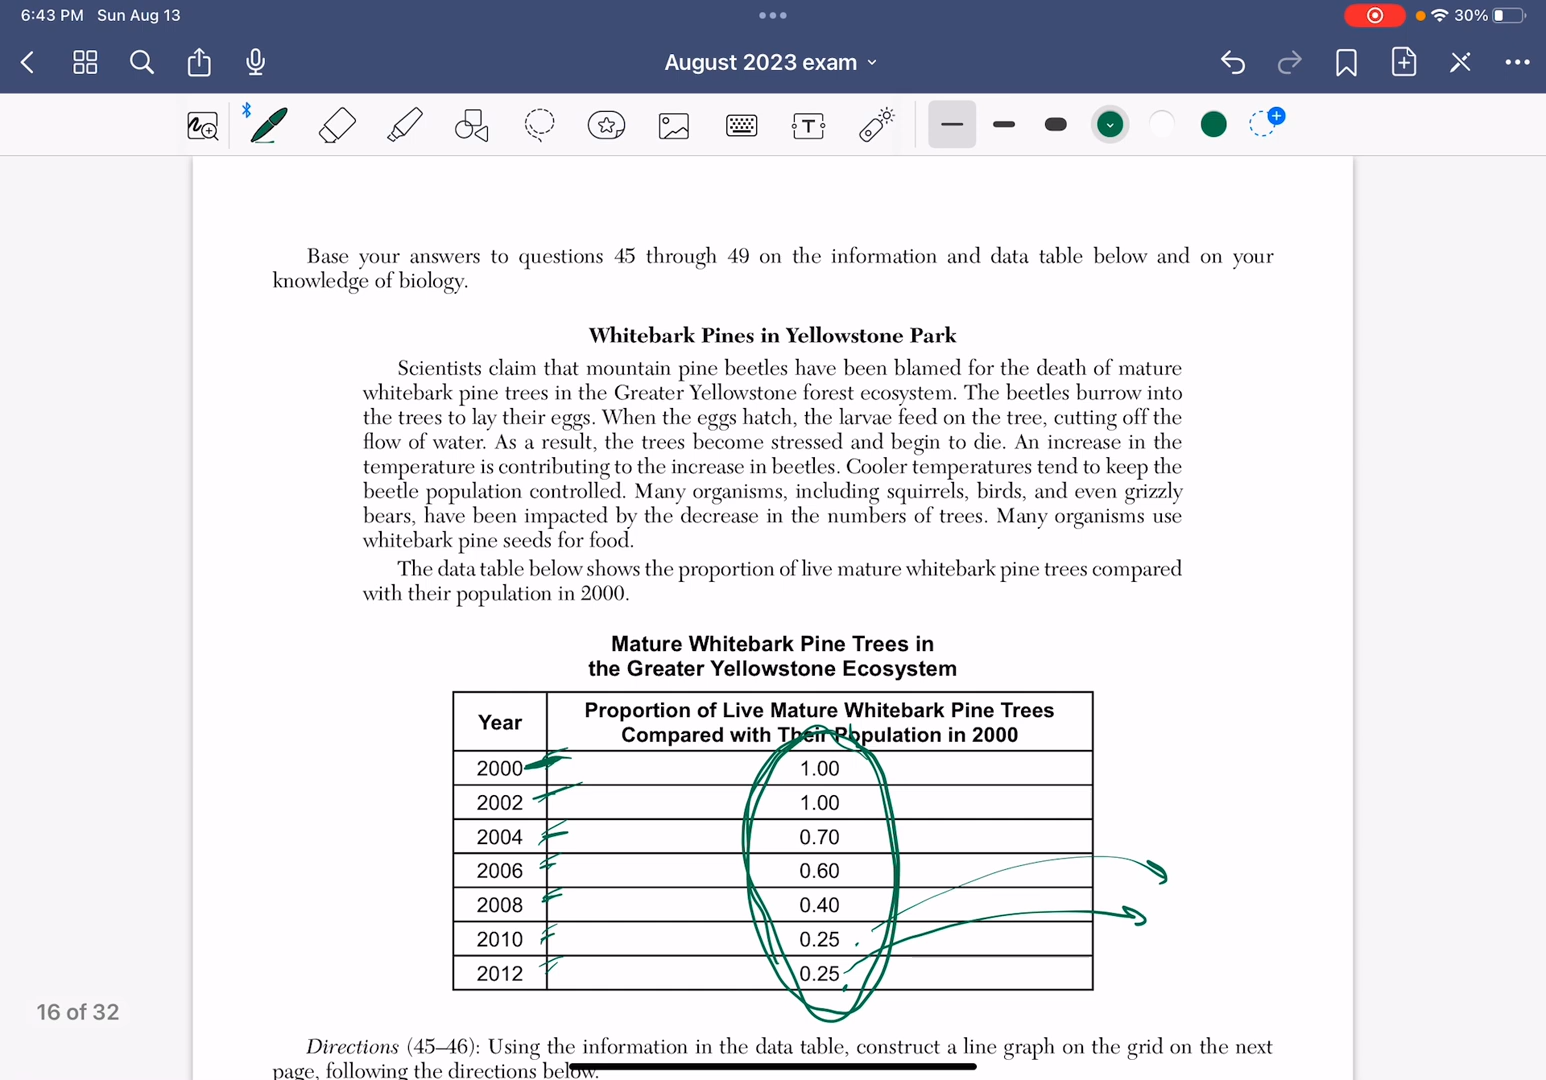 6:43 PM Sun Aug 13
30%
August 2023 exam
T
Base your answers to questions 45 through 49 on the information and data table below and on your
knowledge of biology.
Whitebark Pines in Yellowstone Park
Scientists claim that mountain pine beetles have been blamed for the death of mature
whitebark pine trees in the Greater Yellowstone forest ecosystem. The beetles burrow into
the trees to lay their eggs. When the eggs hatch, the larvae feed on the tree, cutting off the
flow of water. As a result, the trees become stressed and begin to die. An increase in the
temperature is contributing to the increase in beetles. Cooler temperatures tend to keep the
beetle population controlled. Many organisms, including squirrels, birds, and even grizzly
bears, have been impacted by the decrease in the numbers of trees. Many organisms use
whitebark pine seeds for food.
The data table below shows the proportion of live mature whitebark pine trees compared
with their population in 2000.
Mature Whitebark Pine Trees in
the Greater Yellowstone Ecosystem
Year
Proportion of Live Mature Whitebark Pine Trees
Compared with Their Population in 2000
2000 1.00
2002 1.00
2004 0.70
2006 0.60
2008 0.40
2010 0.25
2012 0.25
16 of 32
Directions (45–46): Using the information in the data table, construct a line graph on the grid on the next
page, following the directions below.